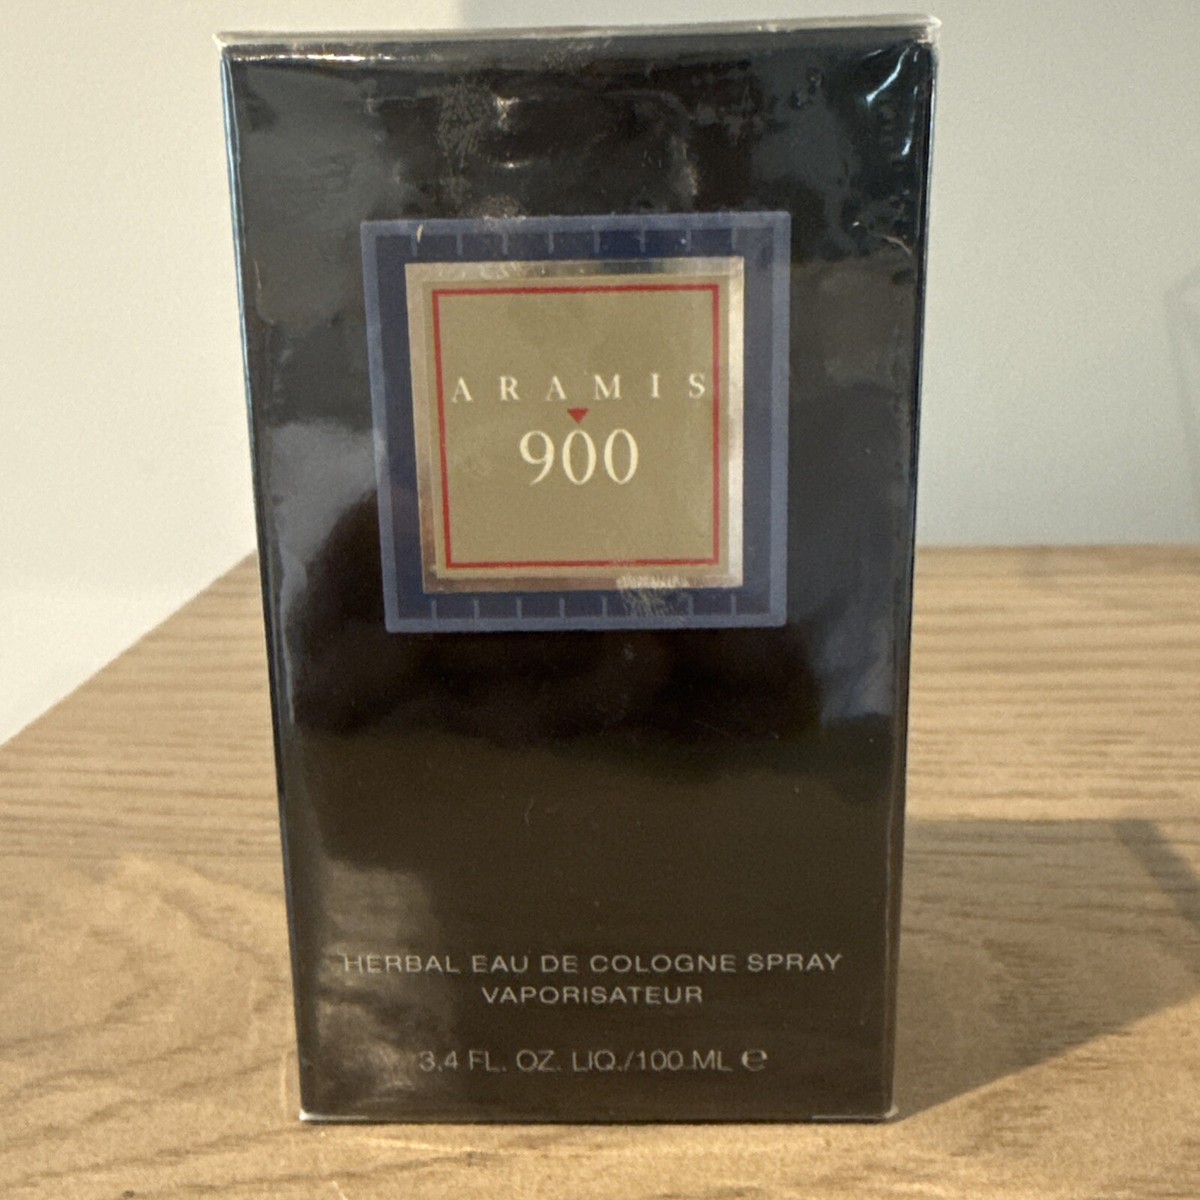 ARAMIS
900
HERBAL EAU DE COLOGNE SPRAY
VAPORISATEUR
3.4 FL. OZ. LIQ./100 ML ℮